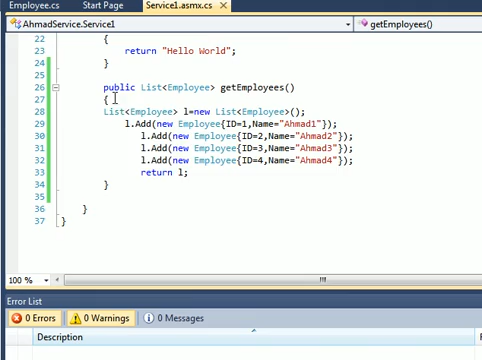 Employee.cs Start Page Service1.asmx.cs ×
AhmadService.Service1 getEmployees()
22 {
23 return "Hello World";
24 }
25
26 public List<Employee> getEmployees()
27 {
28 List<Employee> l=new List<Employee>();
29 l.Add(new Employee{ID=1,Name="Ahmad1"});
30 l.Add(new Employee{ID=2,Name="Ahmad2"});
31 l.Add(new Employee{ID=3,Name="Ahmad3"});
32 l.Add(new Employee{ID=4,Name="Ahmad4"});
33 return l;
34 }
35
36 }
37 }
100 %
Error List
0 Errors 0 Warnings 0 Messages
Description